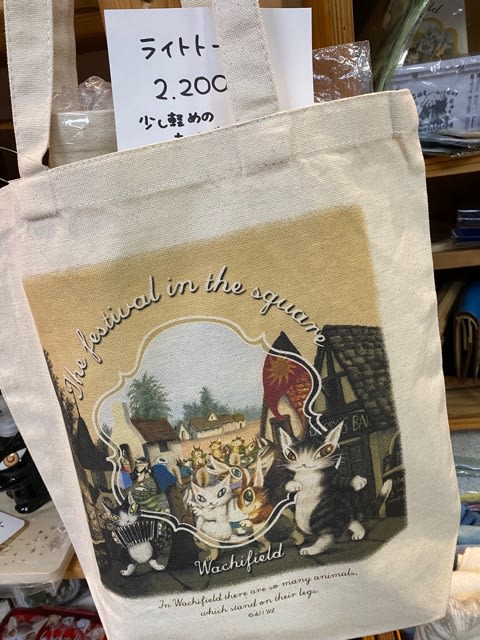 ライトト
2.200
少し軽めの
The festival in the square
Wachifield
In Wachifield there are so many animals,
which stand on their legs.